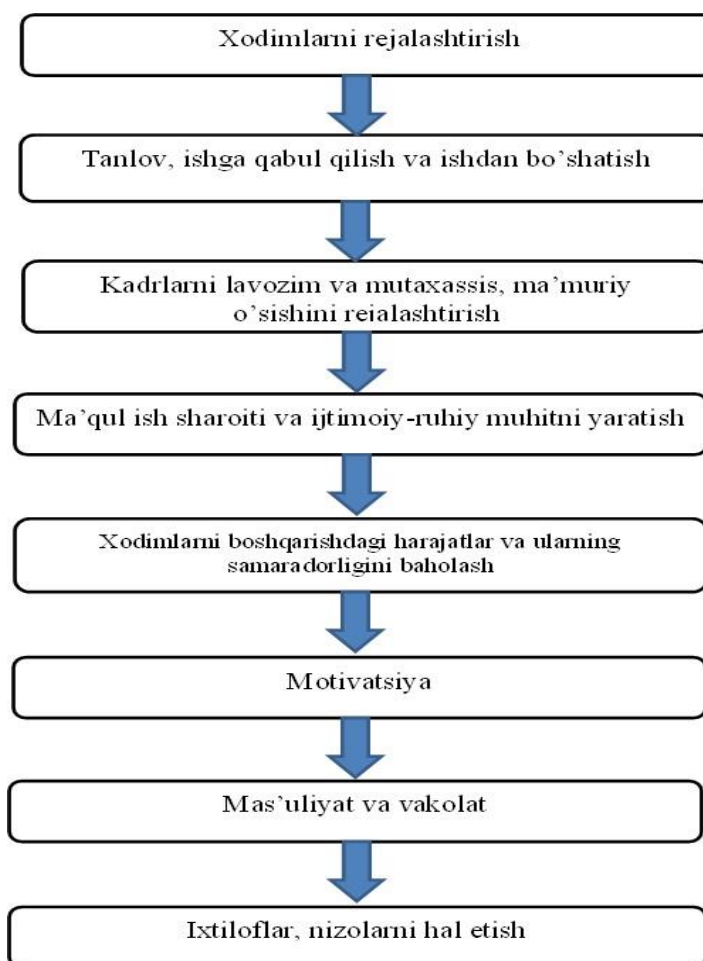 Xodimlarni rejalashtirish
Tanlov, ishga qabul qilish va ishdan bo’shatish
Kadrlarni lavozim va mutaxassis, ma’muriy
o’sishini rejalashtirish
Ma’qul ish sharoiti va ijtimoiy-ruhiy muhitni yaratish
Xodimlarni boshqarishdagi harajatlar va ularning
samaradorligini baholash
Motivatsiya
Mas’uliyat va vakolat
Ixtiloflar, nizolarni hal etish